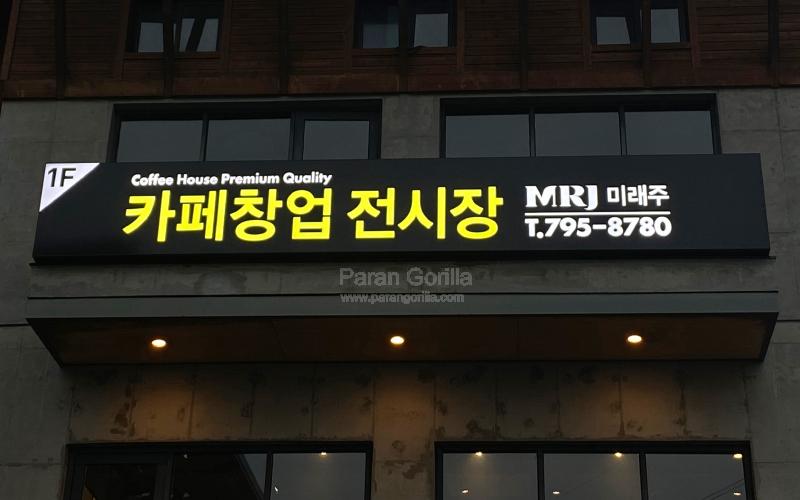 1F
Coffee House Premium Quality
카페창업 전시장
MRJ 미래주
T.795-8780
Paran Gorilla
www.parangorilla.com